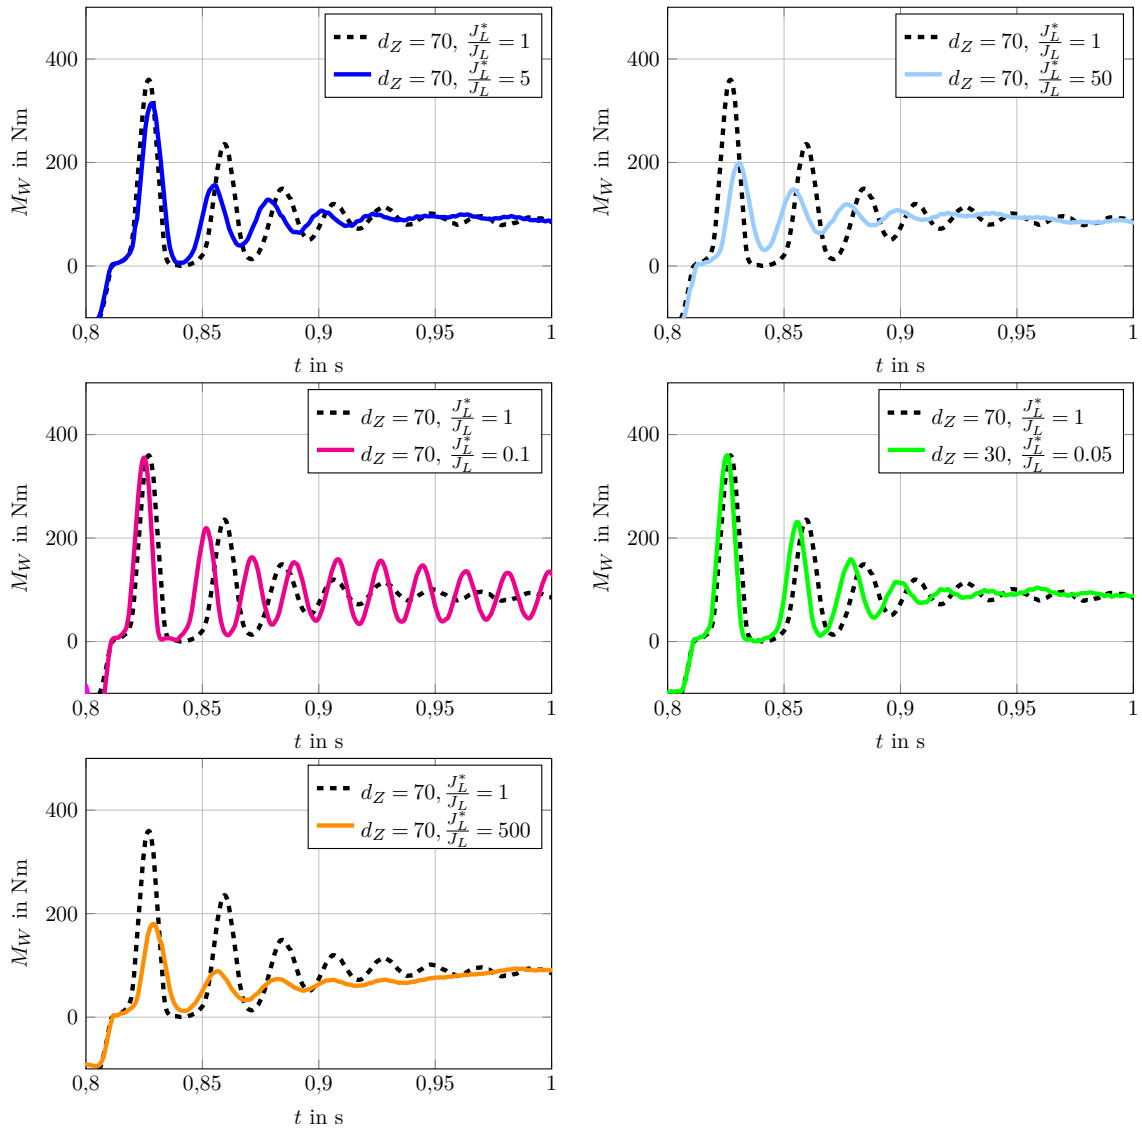 400
200
0
M_W in Nm
d_Z = 70, J_L^*/J_L = 1
d_Z = 70, J_L^*/J_L = 5
0,8 0,85 0,9 0,95 1
t in s
400
200
0
M_W in Nm
d_Z = 70, J_L^*/J_L = 1
d_Z = 70, J_L^*/J_L = 50
0,8 0,85 0,9 0,95 1
t in s
400
200
0
M_W in Nm
d_Z = 70, J_L^*/J_L = 1
d_Z = 70, J_L^*/J_L = 0.1
0,8 0,85 0,9 0,95 1
t in s
400
200
0
M_W in Nm
d_Z = 70, J_L^*/J_L = 1
d_Z = 30, J_L^*/J_L = 0.05
0,8 0,85 0,9 0,95 1
t in s
400
200
0
M_W in Nm
d_Z = 70, J_L^*/J_L = 1
d_Z = 70, J_L^*/J_L = 500
0,8 0,85 0,9 0,95 1
t in s